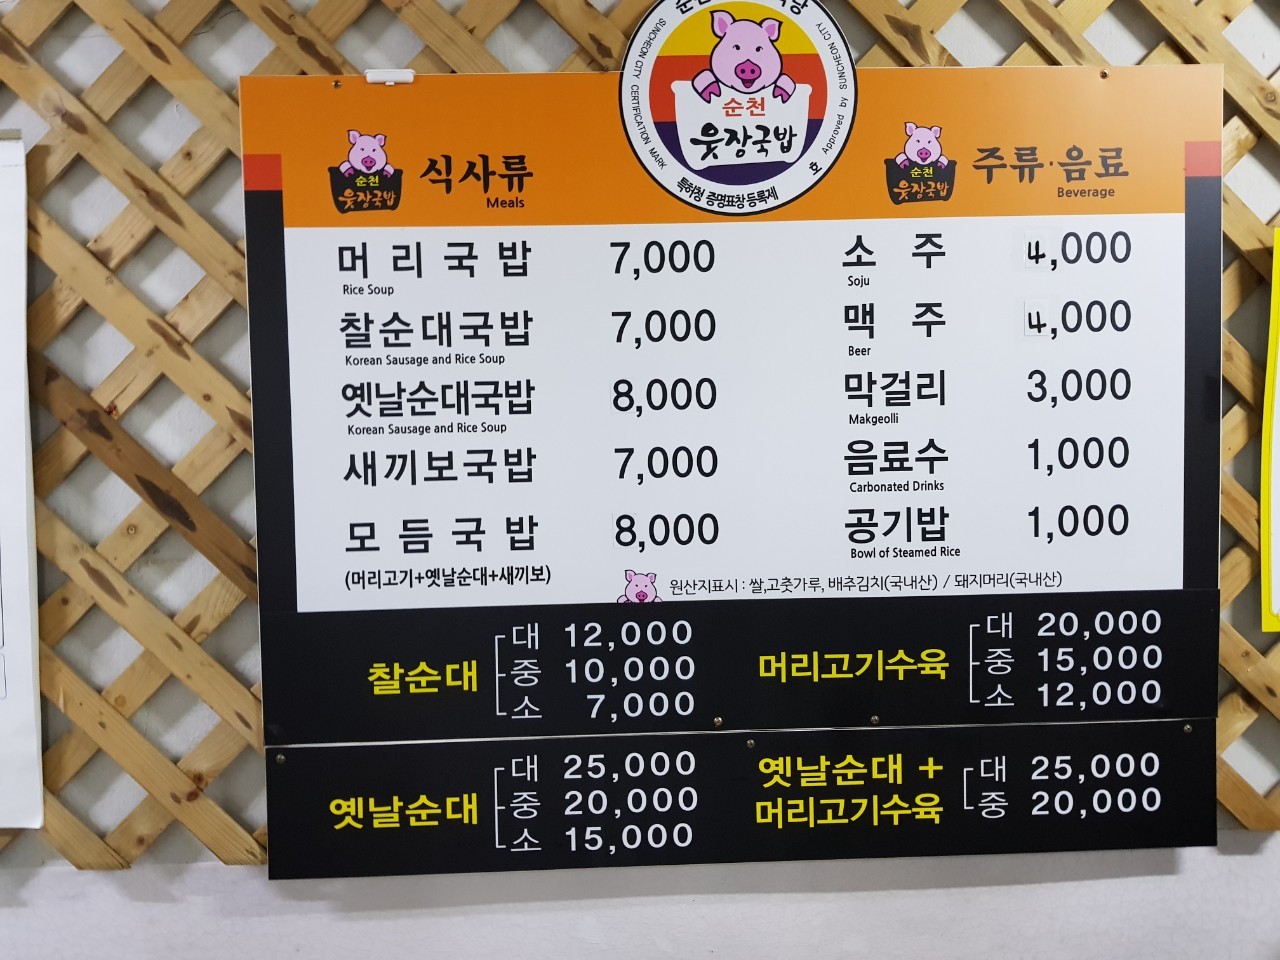 SUNCHEON CITY CERTIFICATION MARK
Approved by SUNCHEON CITY
순천
웃장국밥
호
특허청 증명표창 등록제
순천
웃장국밥
식사류
Meals
순천
웃장국밥
주류·음료
Beverage
머리국밥 7,000
Rice Soup
찰순대국밥 7,000
Korean Sausage and Rice Soup
옛날순대국밥 8,000
Korean Sausage and Rice Soup
새끼보국밥 7,000
모듬국밥 8,000
(머리고기+옛날순대+새끼보)
소주 4,000
Soju
맥주 4,000
Beer
막걸리 3,000
Makgeolli
음료수 1,000
Carbonated Drinks
공기밥 1,000
Bowl of Steamed Rice
원산지표시 : 쌀,고춧가루, 배추김치(국내산) / 돼지머리(국내산)
찰순대
대 12,000
중 10,000
소 7,000
머리고기수육
대 20,000
중 15,000
소 12,000
옛날순대
대 25,000
중 20,000
소 15,000
옛날순대 +
머리고기수육
대 25,000
중 20,000